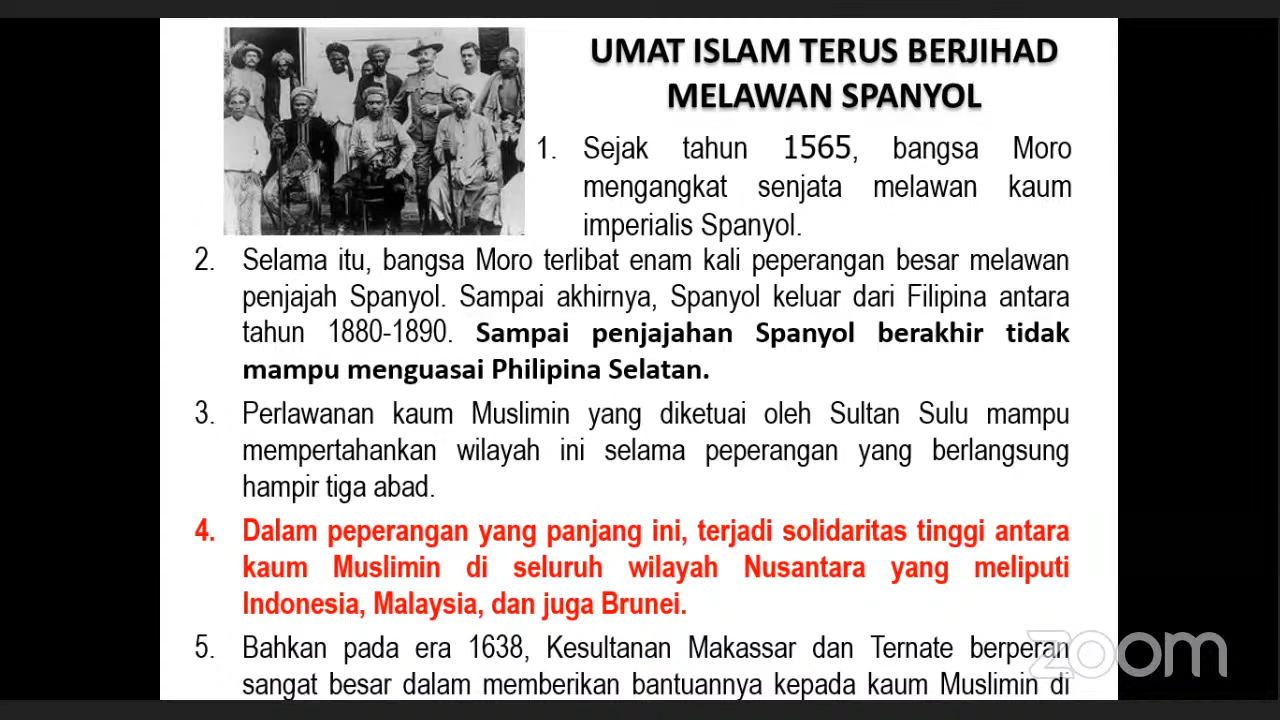 UMAT ISLAM TERUS BERJIHAD
MELAWAN SPANYOL
1. Sejak tahun 1565, bangsa Moro
mengangkat senjata melawan kaum
imperialis Spanyol.
2. Selama itu, bangsa Moro terlibat enam kali peperangan besar melawan
penjajah Spanyol. Sampai akhirnya, Spanyol keluar dari Filipina antara
tahun 1880-1890. Sampai penjajahan Spanyol berakhir tidak
mampu menguasai Philipina Selatan.
3. Perlawanan kaum Muslimin yang diketuai oleh Sultan Sulu mampu
mempertahankan wilayah ini selama peperangan yang berlangsung
hampir tiga abad.
4. Dalam peperangan yang panjang ini, terjadi solidaritas tinggi antara
kaum Muslimin di seluruh wilayah Nusantara yang meliputi
Indonesia, Malaysia, dan juga Brunei.
5. Bahkan pada era 1638, Kesultanan Makassar dan Ternate berperan
sangat besar dalam memberikan bantuannya kepada kaum Muslimin di
zoom